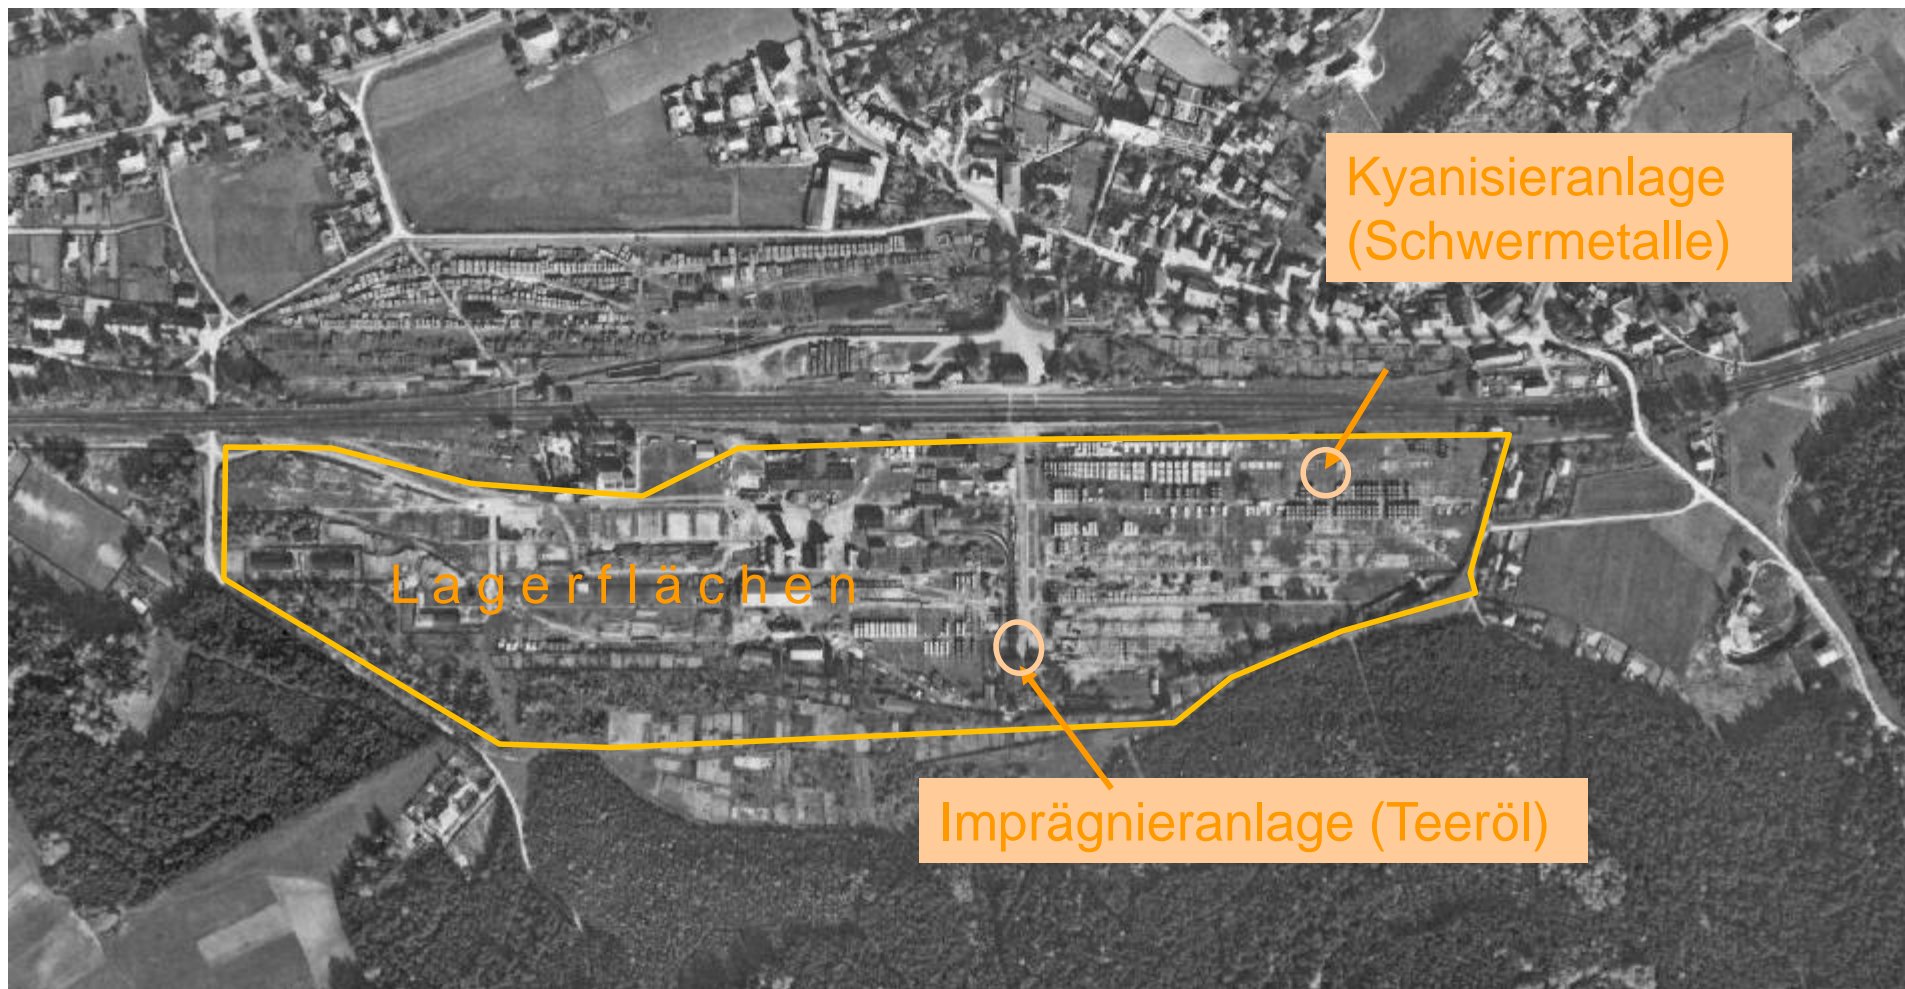 Kyanisieranlage
(Schwermetalle)
Lagerflächen
Imprägnieranlage (Teeröl)